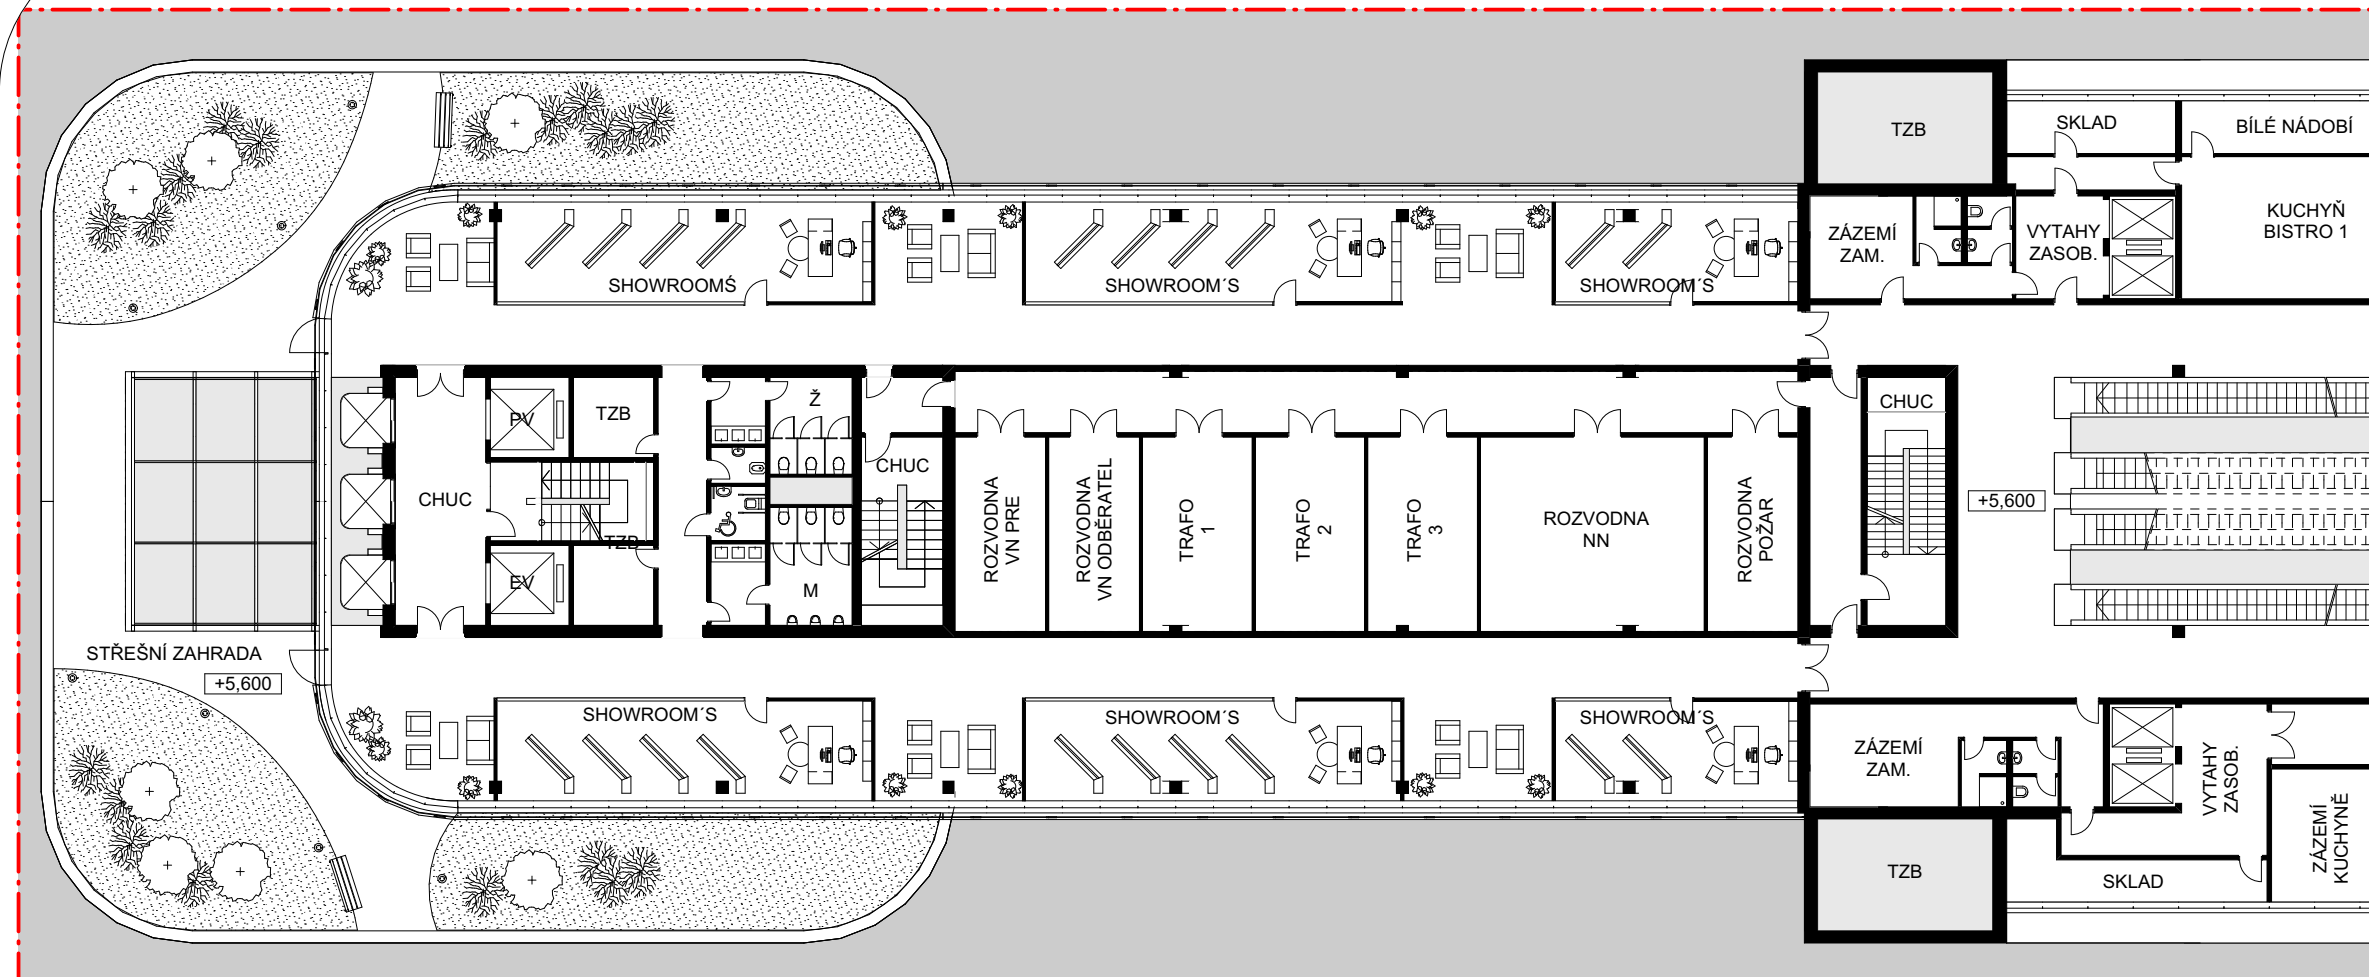 TZB
SKLAD
BÍLÉ NÁDOBÍ
KUCHYŇ
BISTRO 1
ZÁZEMÍ
ZAM.
VYTAHY
ZASOB.
SHOWROOMŚ
SHOWROOM´S
SHOWROOM´S
PV
TZB
Ž
CHUC
CHUC
CHUC
ROZVODNA
VN PRE
ROZVODNA
VN ODBĚRATEL
TRAFO
1
TRAFO
2
TRAFO
3
ROZVODNA
NN
ROZVODNA
POŽÁR
+5,600
TZB
EV
M
STŘEŠNÍ ZAHRADA
+5,600
SHOWROOM´S
SHOWROOM´S
SHOWROOM´S
ZÁZEMÍ
ZAM.
VYTAHY
ZASOB.
ZÁZEMÍ
KUCHYNĚ
TZB
SKLAD